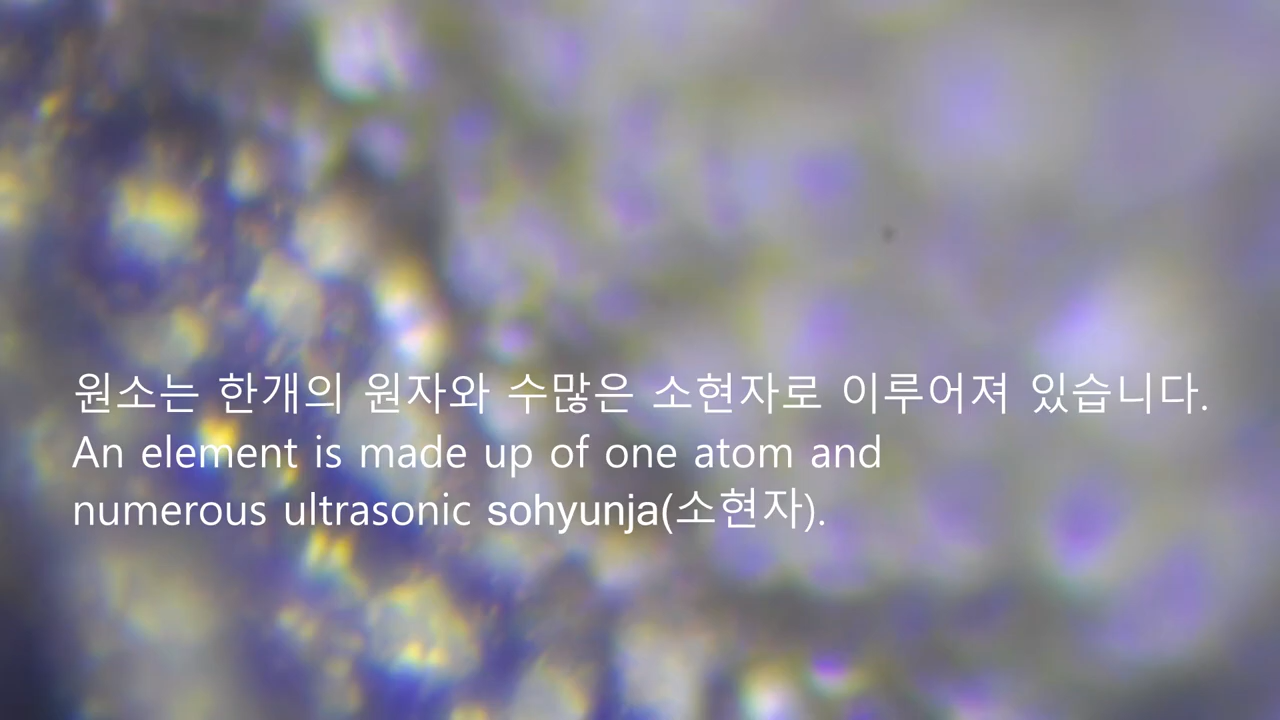 원소는 한개의 원자와 수많은 소현자로 이루어져 있습니다.
An element is made up of one atom and
numerous ultrasonic sohyunja(소현자).